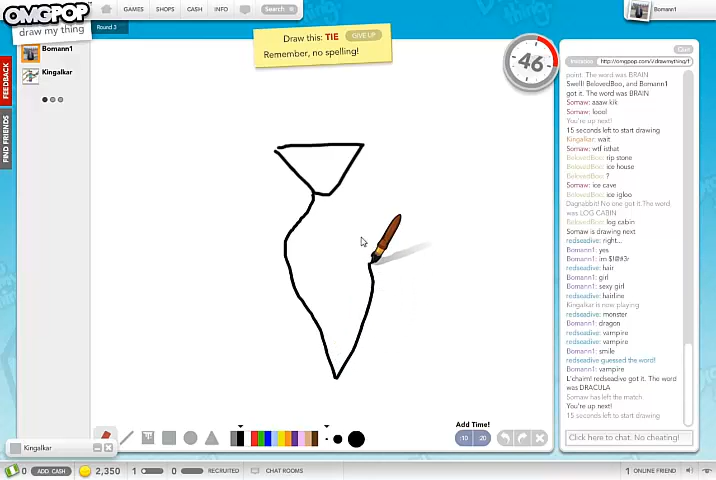 OMGPOP
draw my thing
GAMES
SHOPS
CASH
INFO
Search
Bomann1
Round 3
Draw this: TIE
GIVE UP
Remember, no spelling!
46
Bomann1
Kingalkar
FEEDBACK
FIND FRIENDS
point. The word was BRAIN
Swell! BelovedBoo, and Bomann1
got it. The word was BRAIN
Somaw: aaaw kik
Somaw: loool
You're up next!
15 seconds left to start drawing
Kingalkar: wait
Somaw: wtf isthat
BelovedBoo: rip stone
BelovedBoo: ice house
BelovedBoo: ?
Somaw: ice cave
BelovedBoo: ice igloo
Dagnabbit! No one got it.The word
was LOG CABIN
BelovedBoo: log cabin
Somaw is drawing next
redseadive: right...
Bomann1: yes
Bomann1: im $!@#3r
redseadive: hair
Bomann1: girl
Bomann1: sexy girl
redseadive: hairline
Kingalkar is now playing
redseadive: monster
Bomann1: dragon
redseadive: vampire
redseadive: vampire
Bomann1: smile
redseadive guessed the word!
Bomann1: vampire
L'chaim! redseadive got it. The word
was DRACULA
Somaw has left the match.
You're up next!
15 seconds left to start drawing
Click here to chat. No cheating!
Add Time!
:10
:20
Kingalkar
0
ADD CASH
2,350
1
0
RECRUITED
CHAT ROOMS
1 ONLINE FRIEND